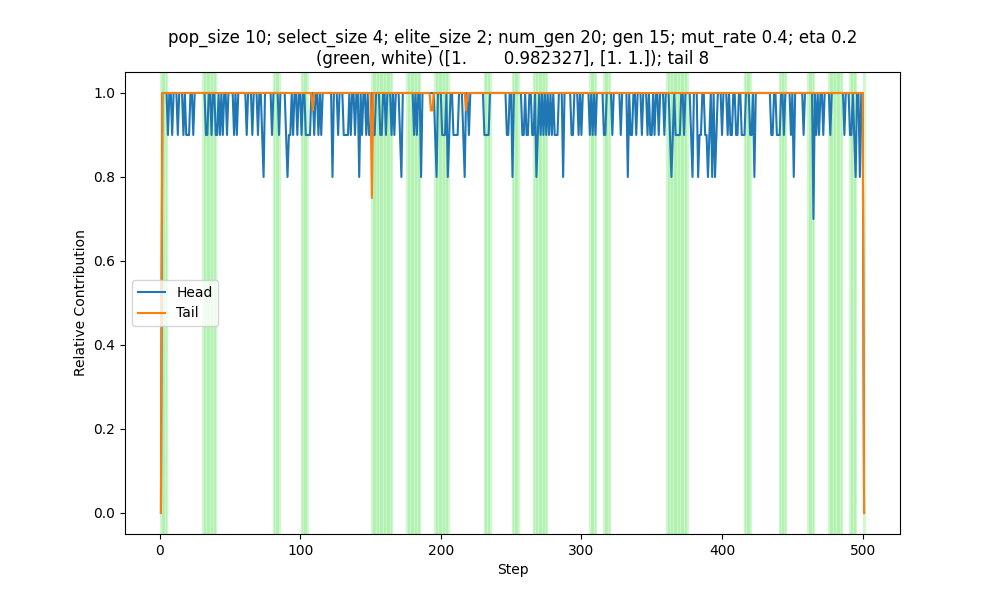 pop_size 10; select_size 4; elite_size 2; num_gen 20; gen 15; mut_rate 0.4; eta 0.2
(green, white) ([1.       0.982327], [1. 1.]); tail 8
1.0
0.8
0.6
0.4
0.2
0.0
Relative Contribution
Head
Tail
0
100
200
300
400
500
Step